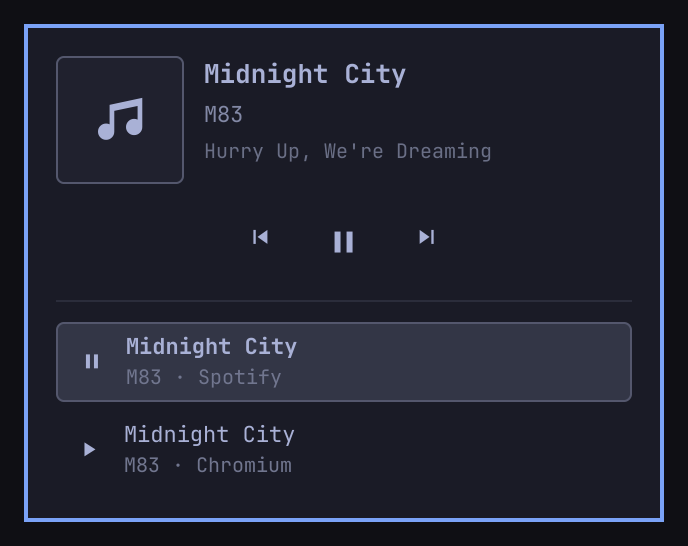 Midnight City
M83
Hurry Up, We're Dreaming
Midnight City
M83 · Spotify
Midnight City
M83 · Chromium